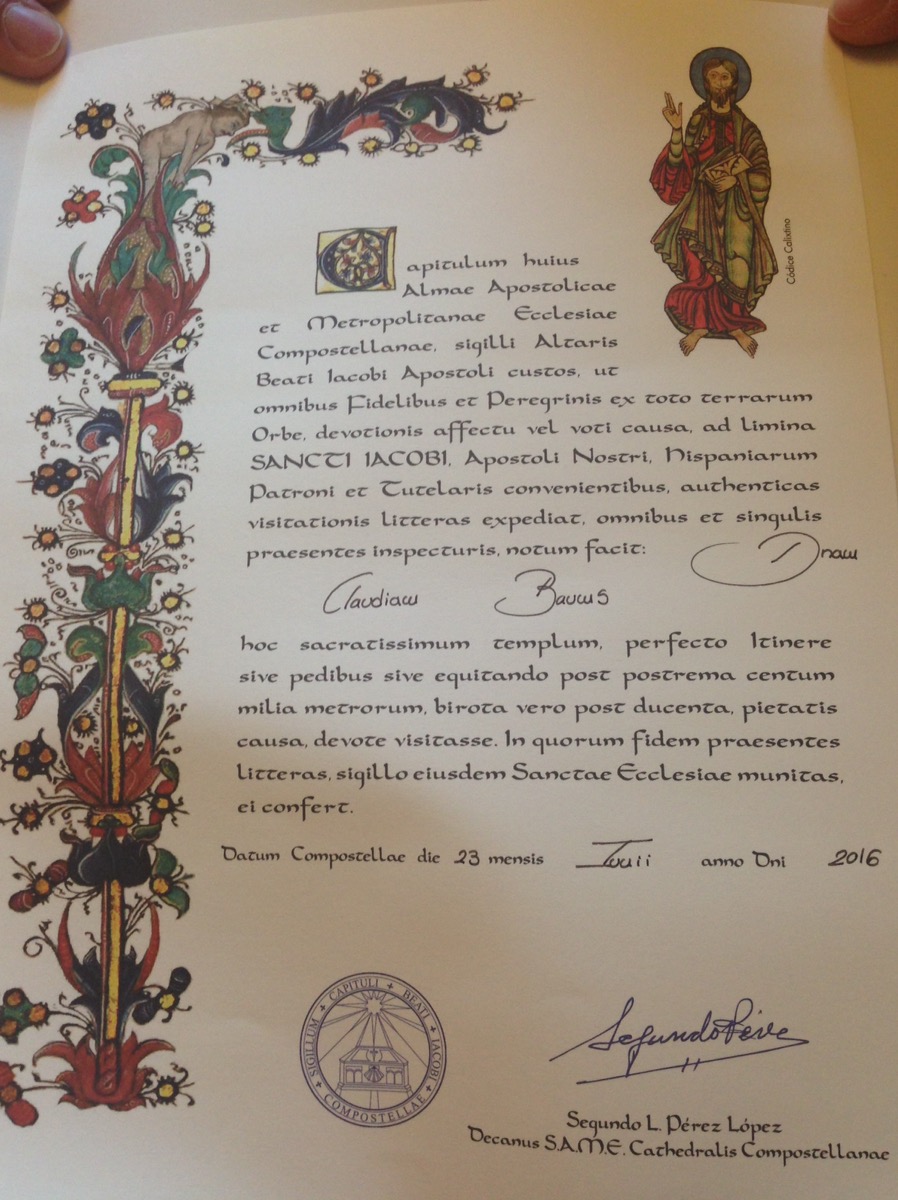 Códice Calixtino
Capitulum huius
Almae Apostolicae
et Metropolitanae Ecclesiae
Compostellanae, sigilli Altaris
Beati Iacobi Apostoli custos, ut
omnibus Fidelibus et Peregrinis ex toto terrarum
Orbe, devotionis affectu vel voti causa, ad limina
SANCTI IACOBI, Apostoli Nostri, Hispaniarum
Patroni et Tutelaris convenientibus, authenticas
visitationis litteras expediat, omnibus et singulis
praesentes inspecturis, notum facit: Dnam
Claudiam
hoc sacratissimum templum, perfecto Itinere
sive pedibus sive equitando post postrema centum
milia metrorum, birota vero post ducenta, pietatis
causa, devote visitasse. In quorum fidem praesentes
litteras, sigillo eiusdem Sanctae Ecclesiae munitas,
ei confert.
Datum Compostellae die 23 mensis Iunii anno Dni 2016
SIGILLUM + CAPITULI + BEATI + IACOBI + COMPOSTELLAE +
Segundo Pérez
Segundo L. Pérez López
Decanus S.A.M.E. Cathedralis Compostellanae